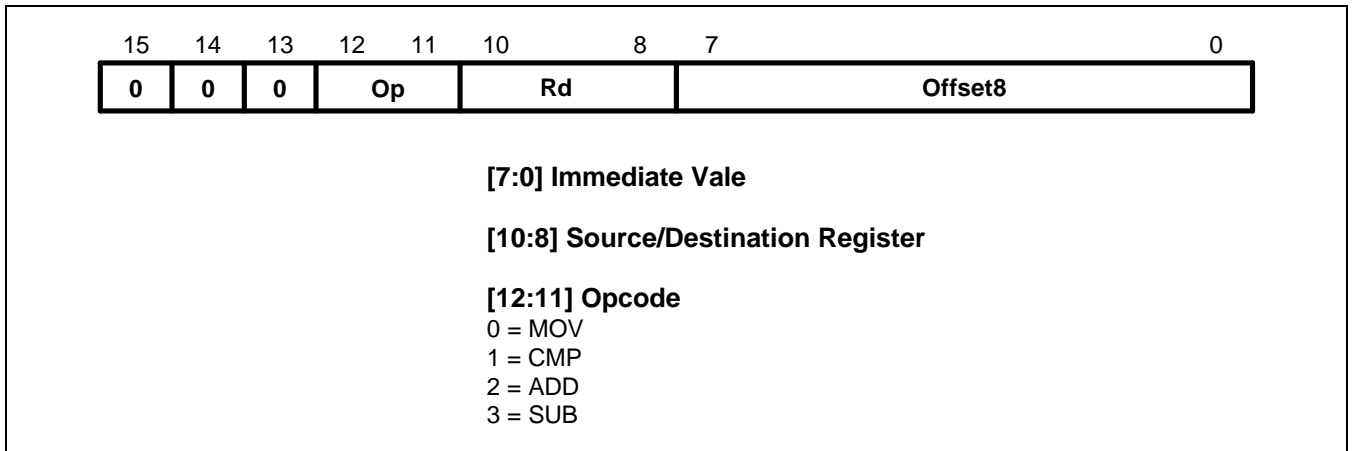 15 14 13 12 11 10 8 7 0
0 0 0 Op Rd Offset8
[7:0] Immediate Vale
[10:8] Source/Destination Register
[12:11] Opcode
0 = MOV
1 = CMP
2 = ADD
3 = SUB